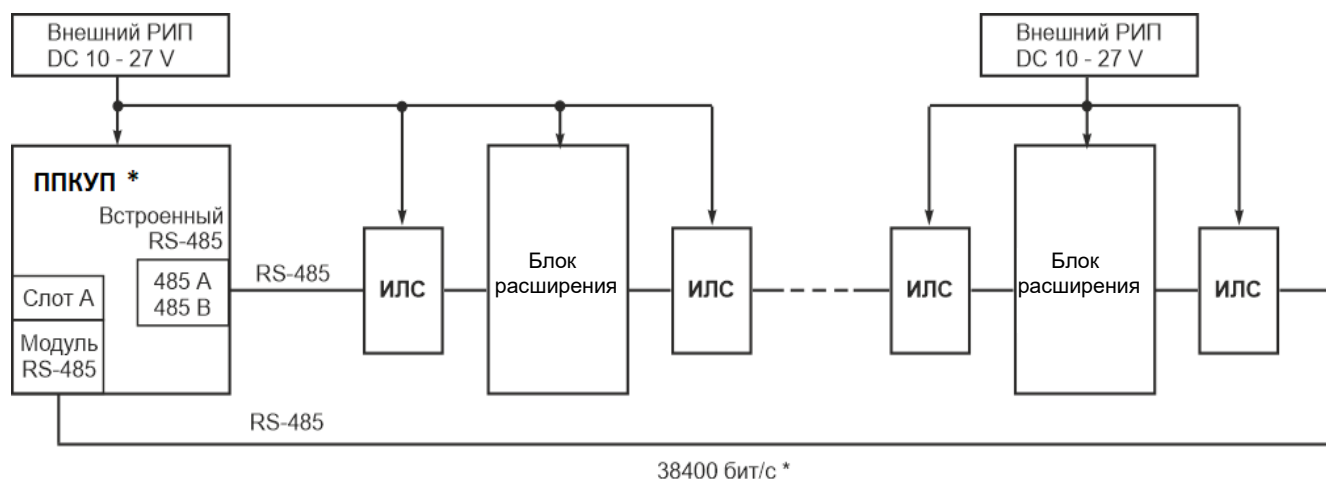 Внешний РИП
DC 10 - 27 V
Внешний РИП
DC 10 - 27 V
ППКУП *
Встроенный
RS-485
485 A
485 B
Слот А
Модуль
RS-485
RS-485
ИЛС
Блок
расширения
ИЛС
ИЛС
Блок
расширения
ИЛС
RS-485
38400 бит/с *